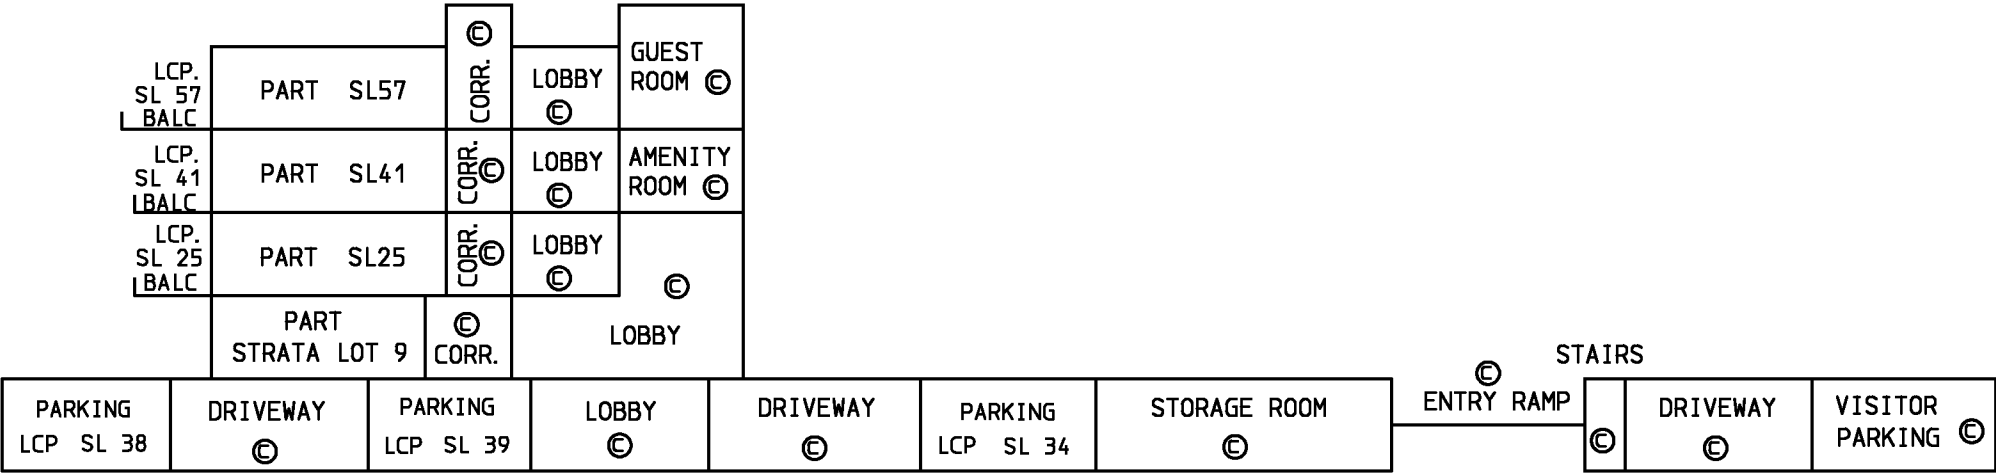 Ⓒ
CORR.
GUEST
ROOM Ⓒ
LCP.
SL 57
BALC
PART SL57
LOBBY
Ⓒ
LCP.
SL 41
BALC
PART SL41
CORR. Ⓒ
LOBBY
Ⓒ
AMENITY
ROOM Ⓒ
LCP.
SL 25
BALC
PART SL25
CORR. Ⓒ
LOBBY
Ⓒ
Ⓒ
LOBBY
PART
STRATA LOT 9
Ⓒ
CORR.
PARKING
LCP SL 38
DRIVEWAY
Ⓒ
PARKING
LCP SL 39
LOBBY
Ⓒ
DRIVEWAY
Ⓒ
PARKING
LCP SL 34
STORAGE ROOM
Ⓒ
Ⓒ
ENTRY RAMP
STAIRS
Ⓒ
DRIVEWAY
Ⓒ
VISITOR
PARKING Ⓒ